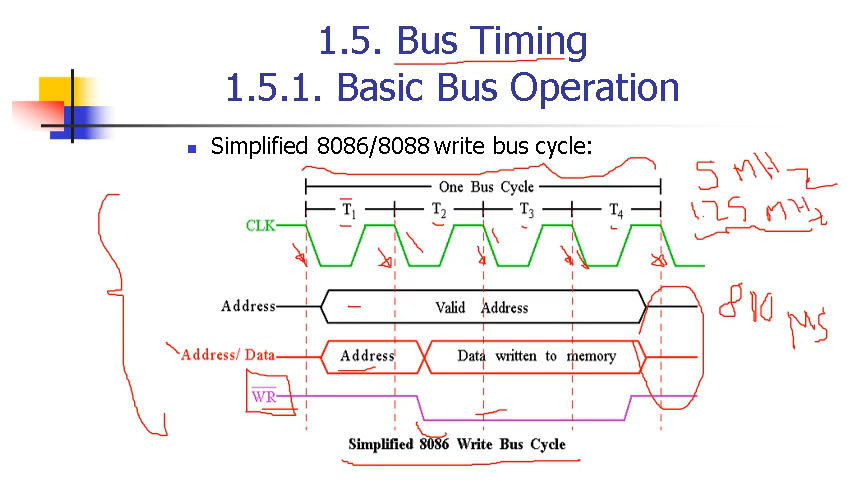 1.5. Bus Timing
1.5.1. Basic Bus Operation
Simplified 8086/8088 write bus cycle:
5 MHz
One Bus Cycle
1.25 MHz
T1 T2 T3 T4
CLK
Address Valid Address
Address/ Data Address Data written to memory
WR
Simplified 8086 Write Bus Cycle